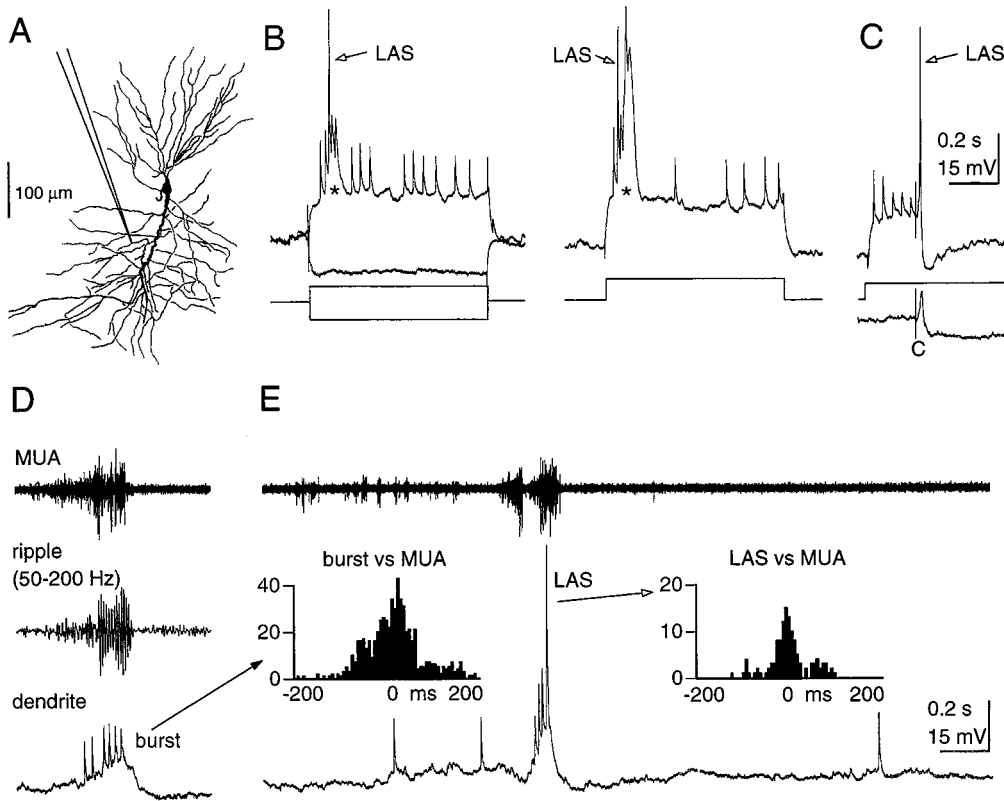 A
100 μm
B
LAS
*
LAS
*
C
LAS
0.2 s
15 mV
C
D
MUA
ripple
(50-200 Hz)
dendrite
burst
E
burst vs MUA
40
20
0
-200 0 ms 200
LAS
LAS vs MUA
20
10
0
-200 0 ms 200
0.2 s
15 mV